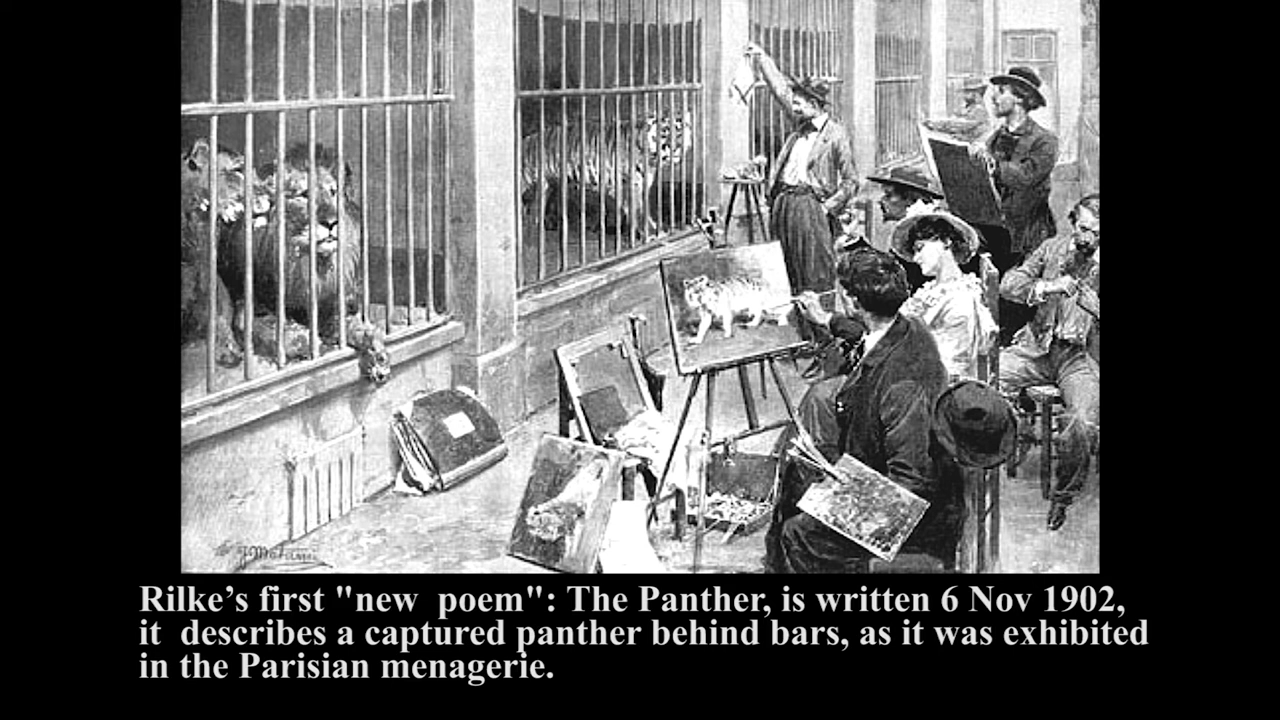 Rilke’s first "new  poem": The Panther, is written 6 Nov 1902,
it  describes a captured panther behind bars, as it was exhibited
in the Parisian menagerie.